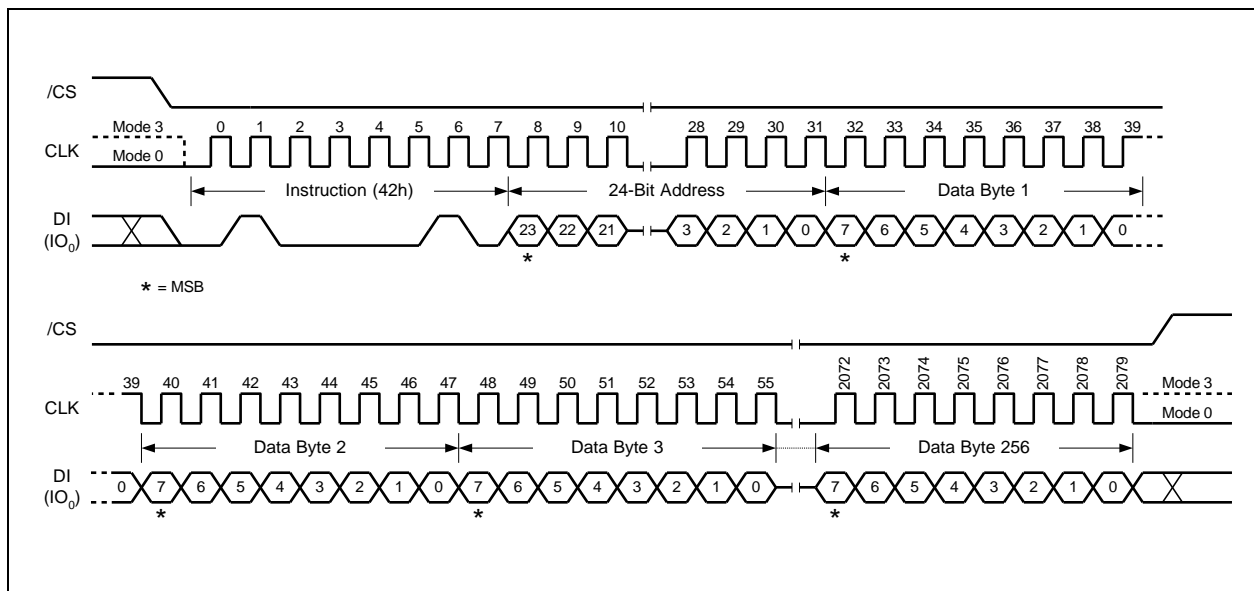 /CS
Mode 3
0 1 2 3 4 5 6 7 8 9 10 28 29 30 31 32 33 34 35 36 37 38 39
CLK
Mode 0
Instruction (42h) 24-Bit Address Data Byte 1
DI
(IO0)
23 22 21 3 2 1 0 7 6 5 4 3 2 1 0
* *
* = MSB
/CS
39 40 41 42 43 44 45 46 47 48 49 50 51 52 53 54 55 2072 2073 2074 2075 2076 2077 2078 2079
Mode 3
CLK
Mode 0
Data Byte 2 Data Byte 3 Data Byte 256
DI
(IO0)
0 7 6 5 4 3 2 1 0 7 6 5 4 3 2 1 0 7 6 5 4 3 2 1 0
* * *